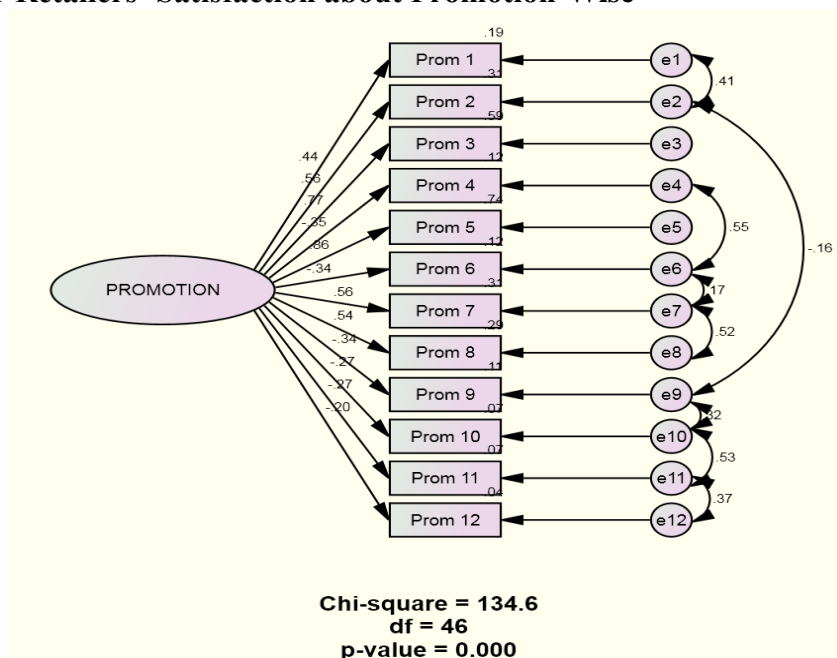 Retailers' Satisfaction about Promotion-Wise
.19
Prom 1
e1
.31
.41
Prom 2
e2
.59
Prom 3
e3
.12
.44
Prom 4
e4
.56
.74
.77
Prom 5
e5
.55
-.35
.12
-.16
.86
Prom 6
e6
-.34
.31
PROMOTION
.17
.56
Prom 7
e7
.54
.29
.52
-.34
Prom 8
e8
.11
-.27
Prom 9
e9
-.27
.07
.32
-.20
Prom 10
e10
.07
.53
Prom 11
e11
.04
.37
Prom 12
e12
Chi-square = 134.6
df = 46
p-value = 0.000